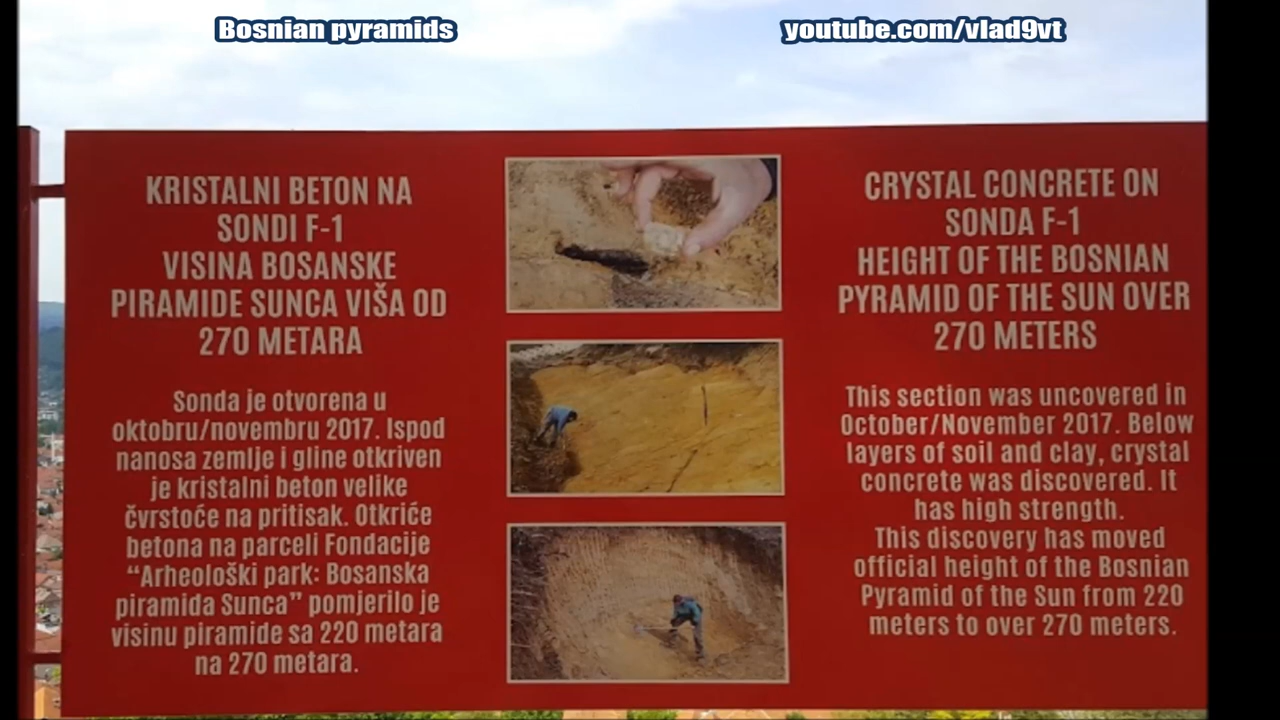 Bosnian pyramids
youtube.com/vlad9vt
KRISTALNI BETON NA
SONDI F-1
VISINA BOSANSKE
PIRAMIDE SUNCA VIŠA OD
270 METARA
Sonda je otvorena u
oktobru/novembru 2017. Ispod
nanosa zemlje i gline otkriven
je kristalni beton velike
čvrstoće na pritisak. Otkriće
betona na parceli Fondacije
“Arheološki park: Bosanska
piramida Sunca” pomjerilo je
visinu piramide sa 220 metara
na 270 metara.
CRYSTAL CONCRETE ON
SONDA F-1
HEIGHT OF THE BOSNIAN
PYRAMID OF THE SUN OVER
270 METERS
This section was uncovered in
October/November 2017. Below
layers of soil and clay, crystal
concrete was discovered. It
has high strength.
This discovery has moved
official height of the Bosnian
Pyramid of the Sun from 220
meters to over 270 meters.